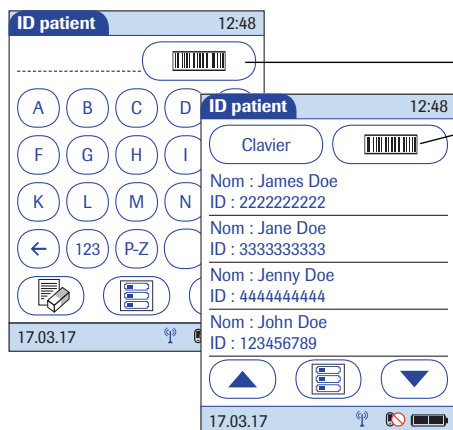 ID patient 12:48
A B C D
F G H I
K L M N
← 123 P-Z
17.03.17
ID patient 12:48
Clavier
Nom : James Doe
ID : 2222222222
Nom : Jane Doe
ID : 3333333333
Nom : Jenny Doe
ID : 4444444444
Nom : John Doe
ID : 123456789
17.03.17